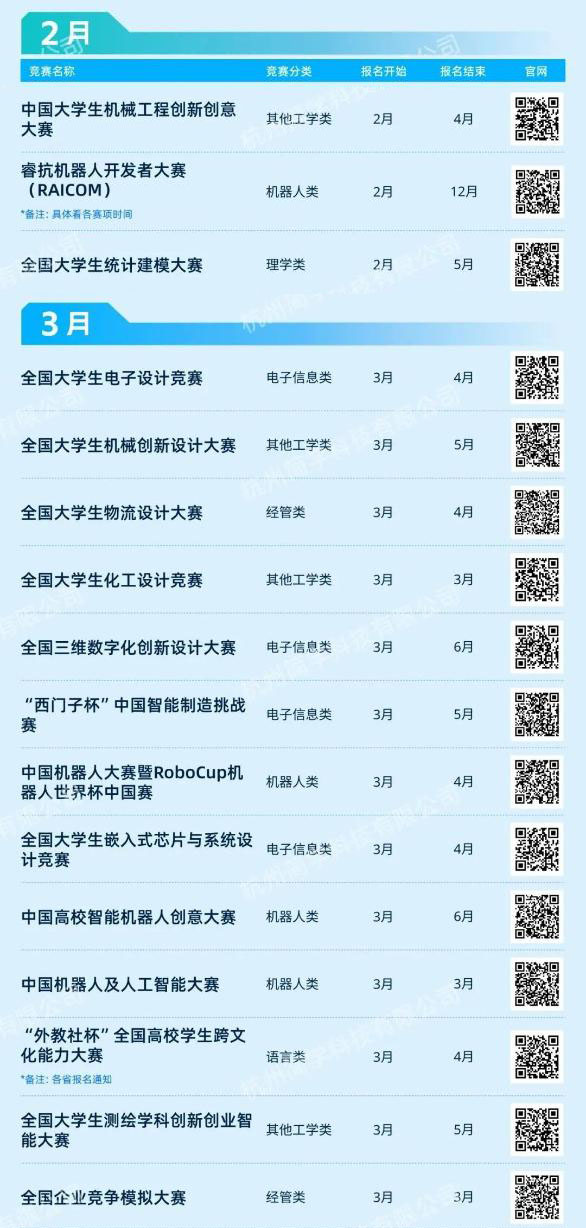 2月
竞赛名称 竞赛分类 报名开始 报名结束 官网
中国大学生机械工程创新创意
大赛
其他工学类 2月 4月
睿抗机器人开发者大赛
（RAICOM）
*备注：具体看各赛项时间
机器人类 2月 12月
全国大学生统计建模大赛 理学类 2月 5月
3月
全国大学生电子设计竞赛 电子信息类 3月 4月
全国大学生机械创新设计大赛 其他工学类 3月 5月
全国大学生物流设计大赛 经管类 3月 4月
全国大学生化工设计竞赛 其他工学类 3月 3月
全国三维数字化创新设计大赛 电子信息类 3月 6月
“西门子杯”中国智能制造挑战
赛
电子信息类 3月 5月
中国机器人大赛暨RoboCup机
器人世界杯中国赛
机器人类 3月 4月
全国大学生嵌入式芯片与系统设
计竞赛
电子信息类 3月 4月
中国高校智能机器人创意大赛 机器人类 3月 6月
中国机器人及人工智能大赛 机器人类 3月 3月
“外教社杯”全国高校学生跨文
化能力大赛
*备注：各省报名通知
语言类 3月 4月
全国大学生测绘学科创新创业智
能大赛
其他工学类 3月 5月
全国企业竞争模拟大赛 经管类 3月 3月